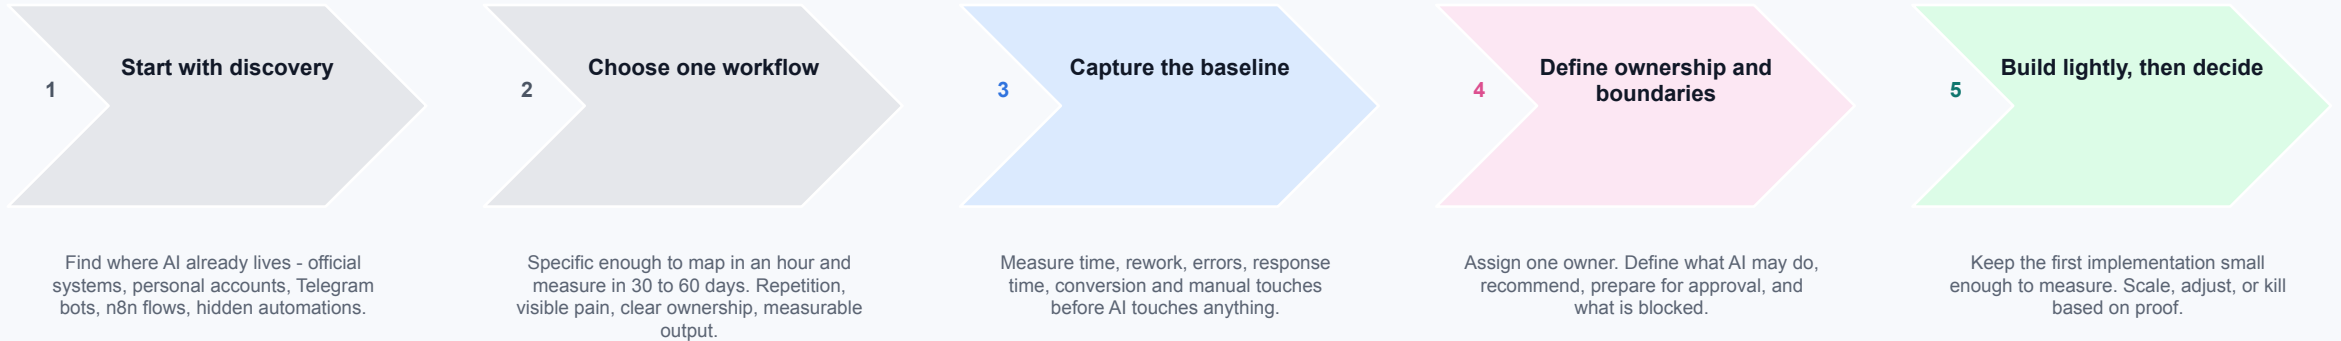 1
Start with discovery
Find where AI already lives - official
systems, personal accounts, Telegram
bots, n8n flows, hidden automations.
2
Choose one workflow
Specific enough to map in an hour and
measure in 30 to 60 days. Repetition,
visible pain, clear ownership, measurable
output.
3
Capture the baseline
Measure time, rework, errors, response
time, conversion and manual touches
before AI touches anything.
4
Define ownership and
boundaries
Assign one owner. Define what AI may do,
recommend, prepare for approval, and
what is blocked.
5
Build lightly, then decide
Keep the first implementation small
enough to measure. Scale, adjust, or kill
based on proof.